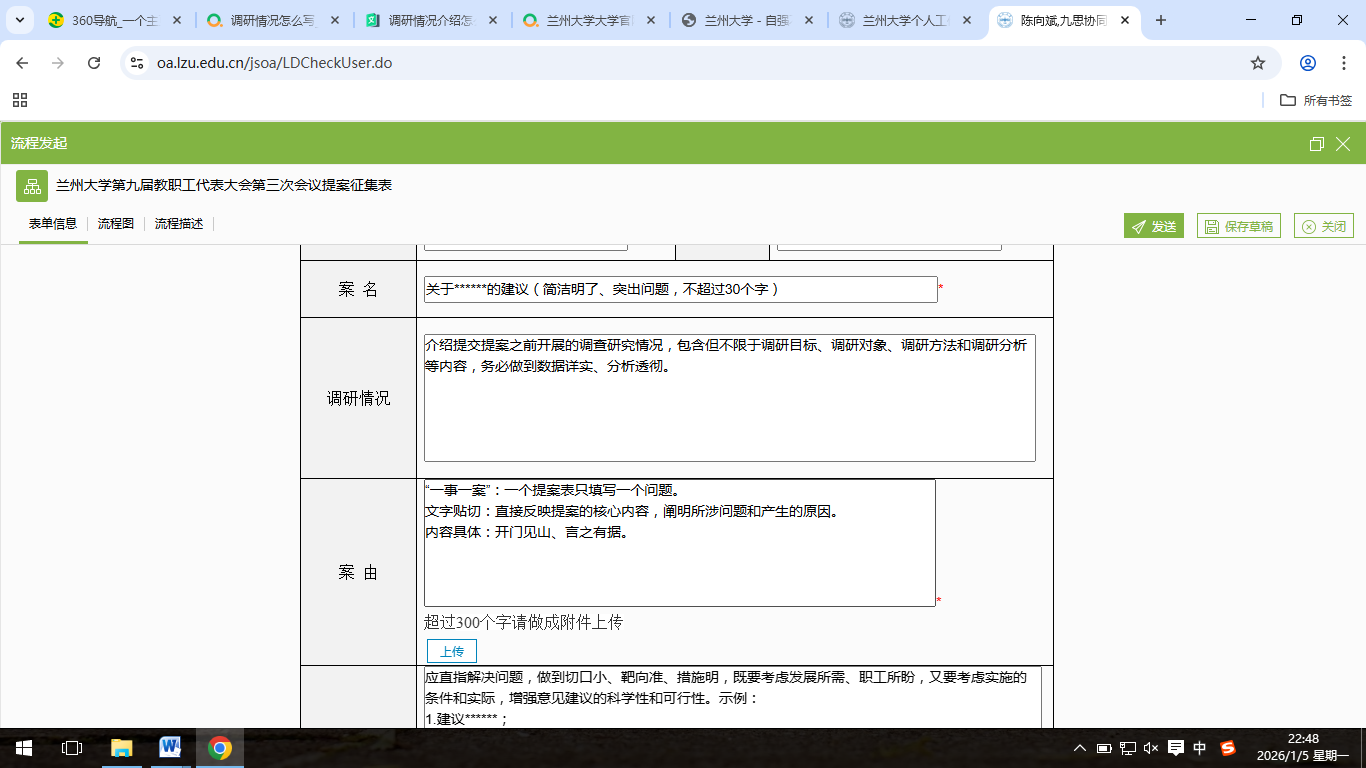 360导航_一个主
调研情况怎么写
调研情况介绍怎
兰州大学大学官
兰州大学 - 自强
兰州大学个人工
陈向斌,九思协同
oa.lzu.edu.cn/jsoa/LDCheckUser.do
所有书签
流程发起
兰州大学第九届教职工代表大会第三次会议提案征集表
表单信息 流程图 流程描述
发送 保存草稿 关闭
案 名
关于******的建议（简洁明了、突出问题，不超过30个字）
*
调研情况
介绍提交提案之前开展的调查研究情况，包含但不限于调研目标、调研对象、调研方法和调研分析
等内容，务必做到数据详实、分析透彻。
案 由
“一事一案”：一个提案表只填写一个问题。
文字贴切：直接反映提案的核心内容，阐明所涉问题和产生的原因。
内容具体：开门见山、言之有据。
*
超过300个字请做成附件上传
上传
应直指解决问题，做到切口小、靶向准、措施明，既要考虑发展所需、职工所盼，又要考虑实施的
条件和实际，增强意见建议的科学性和可行性。示例：
1.建议******；
中
22:48
2026/1/5 星期一